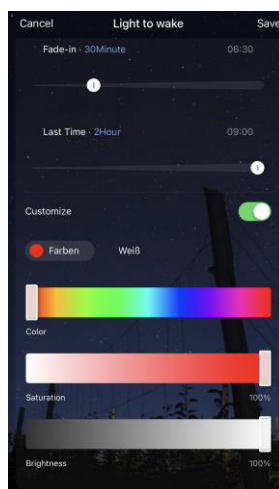 Cancel Light to wake Save
Fade-in · 30Minute 06:30
Last Time · 2Hour 09:00
Customize
Farben Weiß
Color
Saturation 100%
Brightness 100%